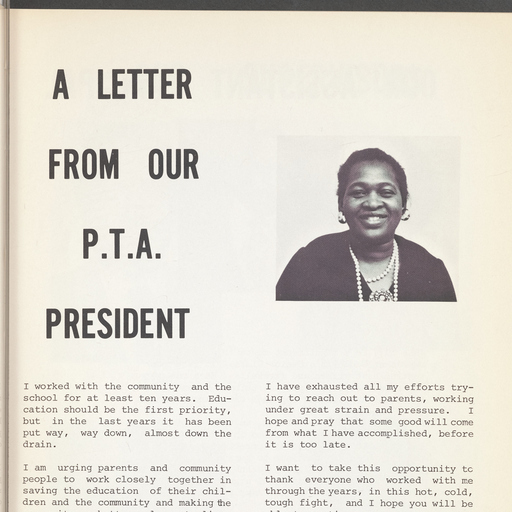 A LETTER
FROM OUR
P.T.A.
PRESIDENT
I worked with the community and the
school for at least ten years. Edu-
cation should be the first priority,
but in the last years it has been
put way, way down, almost down the
drain.
I am urging parents and community
people to work closely together in
saving the education of their chil-
dren and the community and making the
I have exhausted all my efforts try-
ing to reach out to parents, working
under great strain and pressure. I
hope and pray that some good will come
from what I have accomplished, before
it is too late.
I want to take this opportunity to
thank everyone who worked with me
through the years, in this hot, cold,
tough fight, and I hope you will be